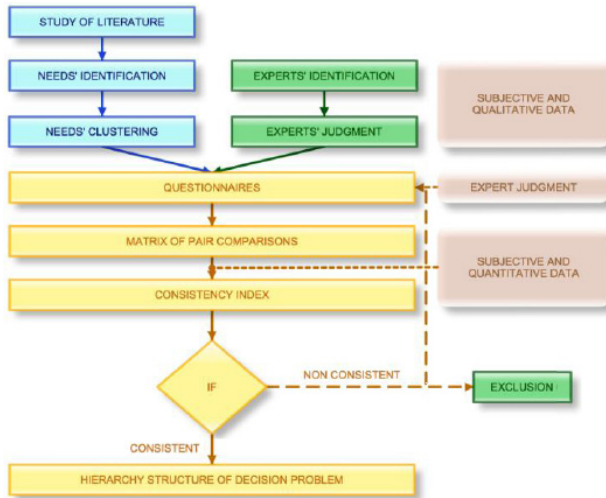 STUDY OF LITERATURE
NEEDS' IDENTIFICATION
EXPERTS' IDENTIFICATION
SUBJECTIVE AND
QUALITATIVE DATA
NEEDS' CLUSTERING
EXPERTS' JUDGMENT
QUESTIONNAIRES
EXPERT JUDGMENT
MATRIX OF PAIR COMPARISONS
SUBJECTIVE AND
QUANTITATIVE DATA
CONSISTENCY INDEX
IF
NON CONSISTENT
EXCLUSION
CONSISTENT
HIERARCHY STRUCTURE OF DECISION PROBLEM